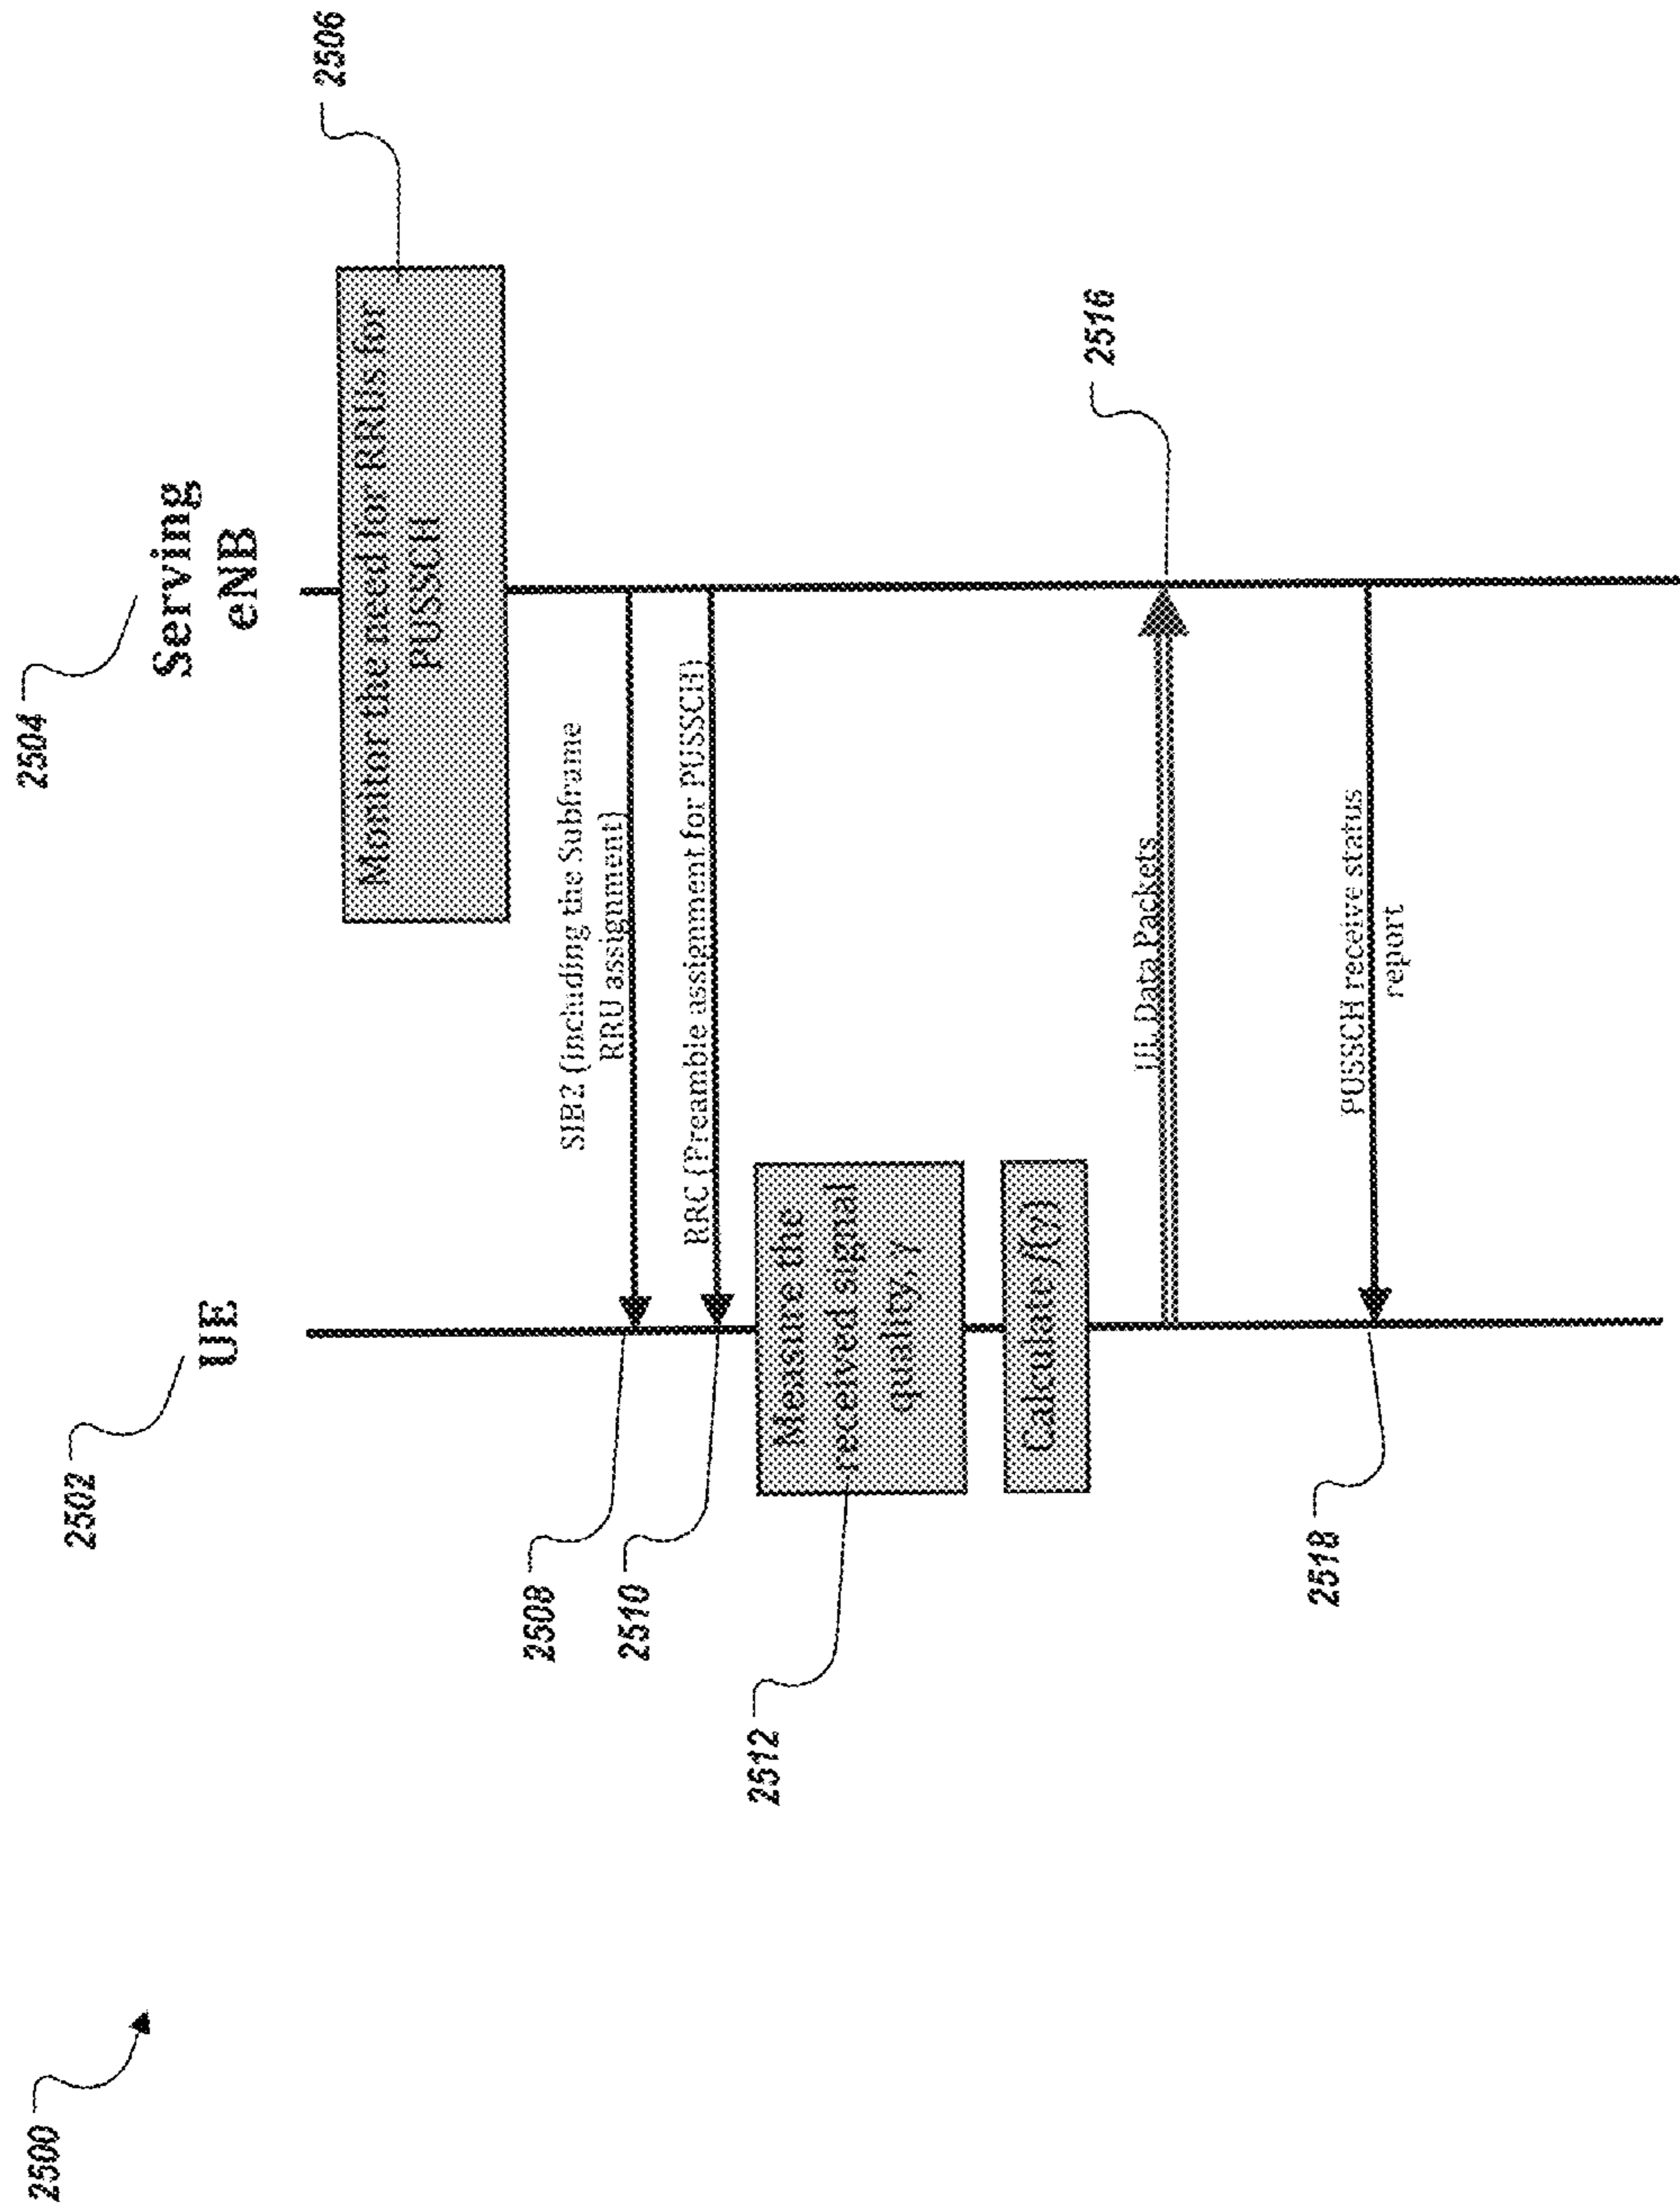 2500
2502
UE
2504
Serving
eNB
2506
Monitor the need for RRUs for
PUSSCH
2508
SIB2 (including the Subframe
RRU assignment)
2510
RRC (Preamble assignment for PUSSCH)
2512
Measure the
received signal
quality, γ
Calculate f(γ)
UL Data Packets
2516
2518
PUSSCH receive status
report